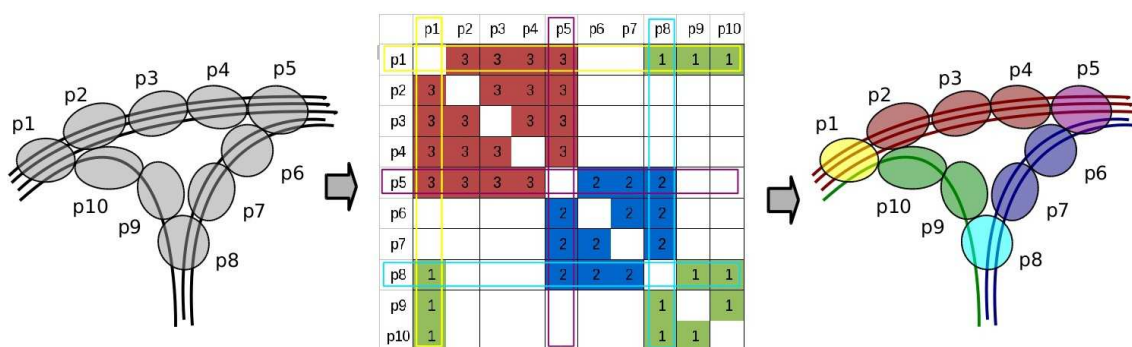 p1
p2
p3
p4
p5
p6
p7
p8
p9
p10
p1 p2 p3 p4 p5 p6 p7 p8 p9 p10
p1 3 3 3 3 1 1 1
p2 3 3 3 3
p3 3 3 3 3
p4 3 3 3 3
p5 3 3 3 3 2 2 2
p6 2 2 2
p7 2 2 2
p8 1 2 2 2 1 1
p9 1 1 1
p10 1 1 1
p1
p2
p3
p4
p5
p6
p7
p8
p9
p10